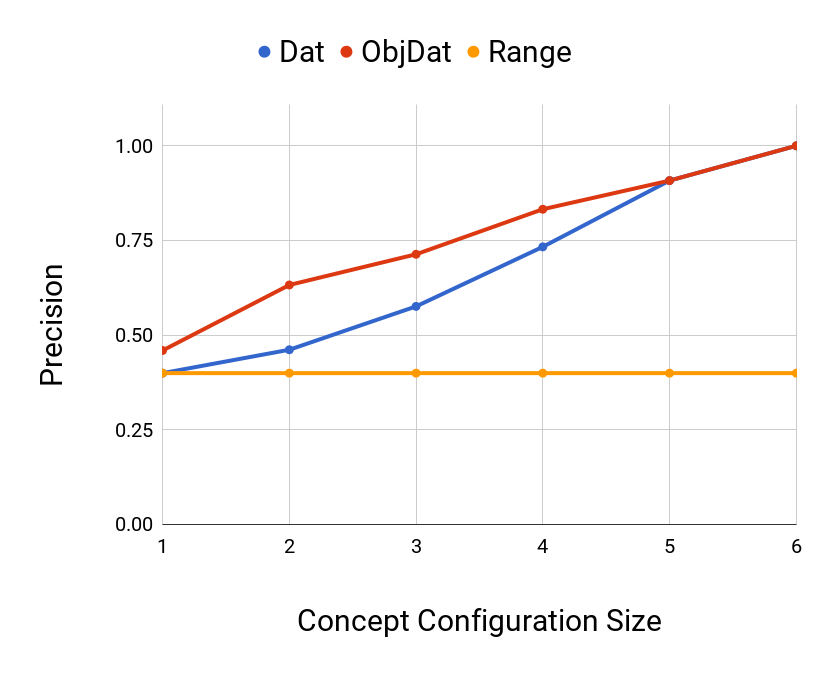 Dat ObjDat Range
1.00
0.75
0.50
0.25
0.00
Precision
1 2 3 4 5 6
Concept Configuration Size